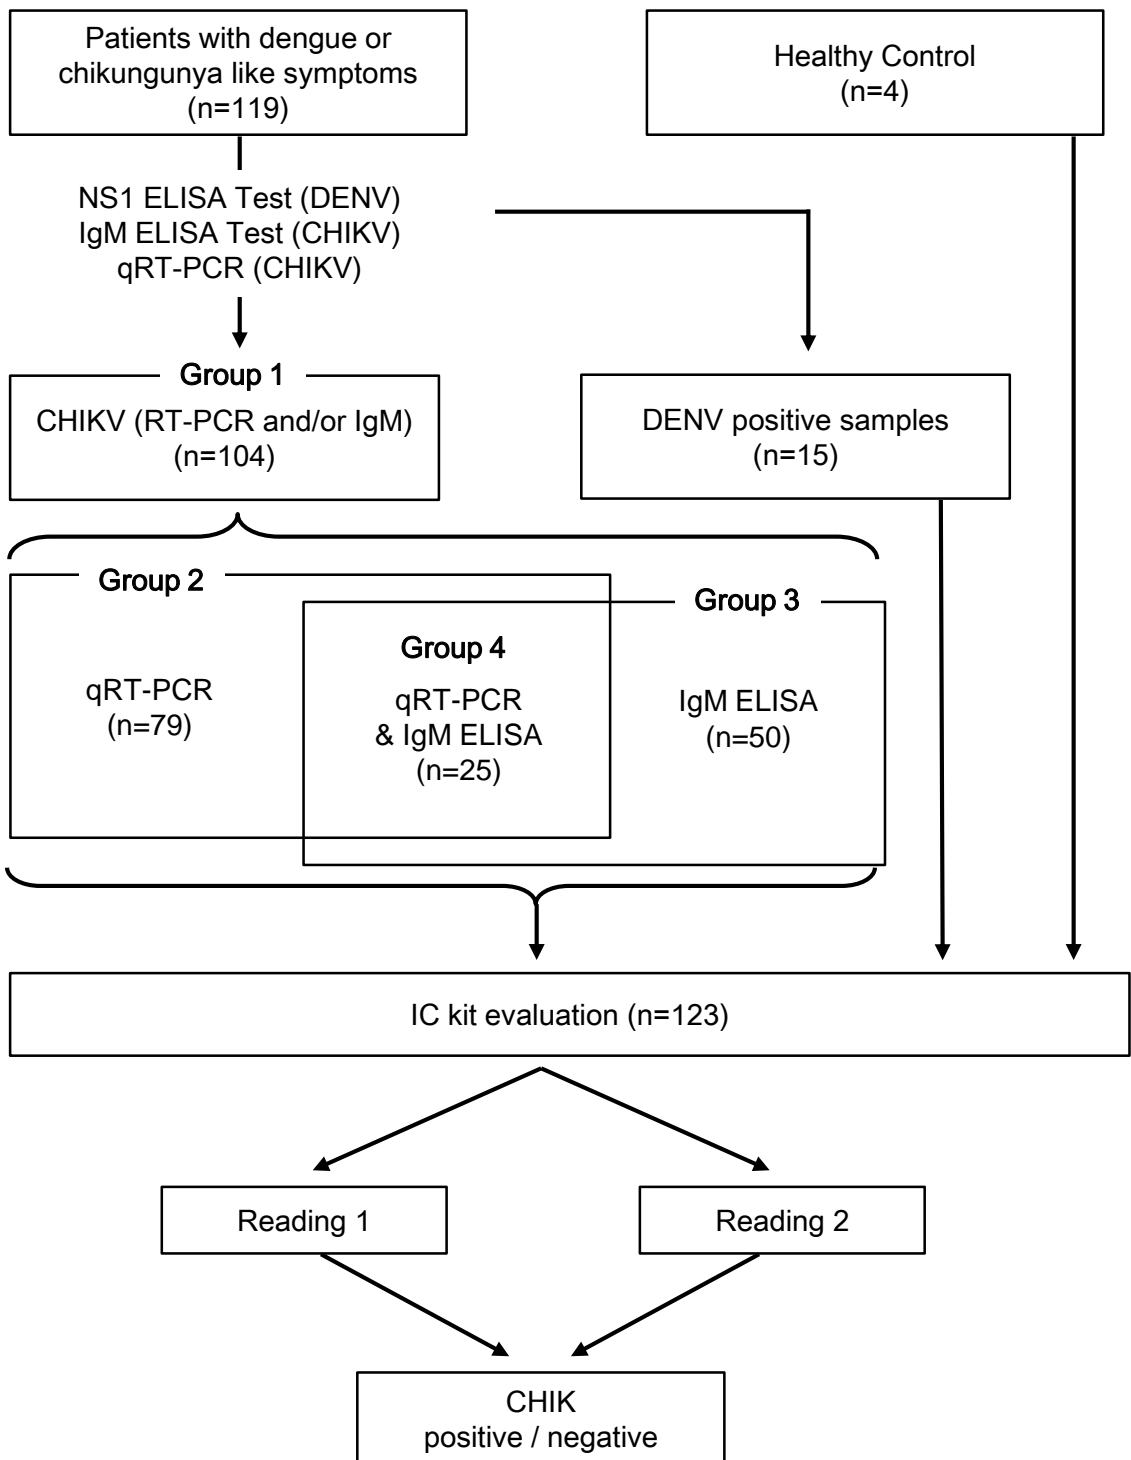 Patients with dengue or
chikungunya like symptoms
(n=119)
Healthy Control
(n=4)
NS1 ELISA Test (DENV)
IgM ELISA Test (CHIKV)
qRT-PCR (CHIKV)
Group 1
CHIKV (RT-PCR and/or IgM)
(n=104)
DENV positive samples
(n=15)
Group 2
qRT-PCR
(n=79)
Group 4
qRT-PCR
& IgM ELISA
(n=25)
Group 3
IgM ELISA
(n=50)
IC kit evaluation (n=123)
Reading 1
Reading 2
CHIK
positive / negative